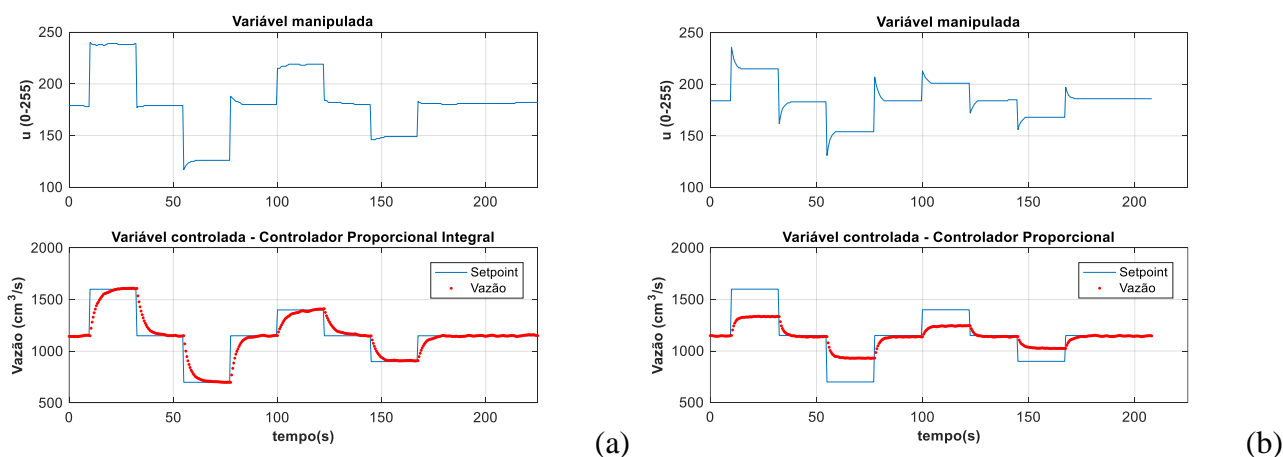 Variável manipulada
250
200
150
100
u (0-255)
0 50 100 150 200
Variável controlada - Controlador Proporcional Integral
2000
1500
1000
500
Vazão (cm³/s)
Setpoint
Vazão
0 50 100 150 200
tempo(s)
(a)
Variável manipulada
250
200
150
100
u (0-255)
0 50 100 150 200
Variável controlada - Controlador Proporcional
2000
1500
1000
500
Vazão (cm³/s)
Setpoint
Vazão
0 50 100 150 200
tempo(s)
(b)